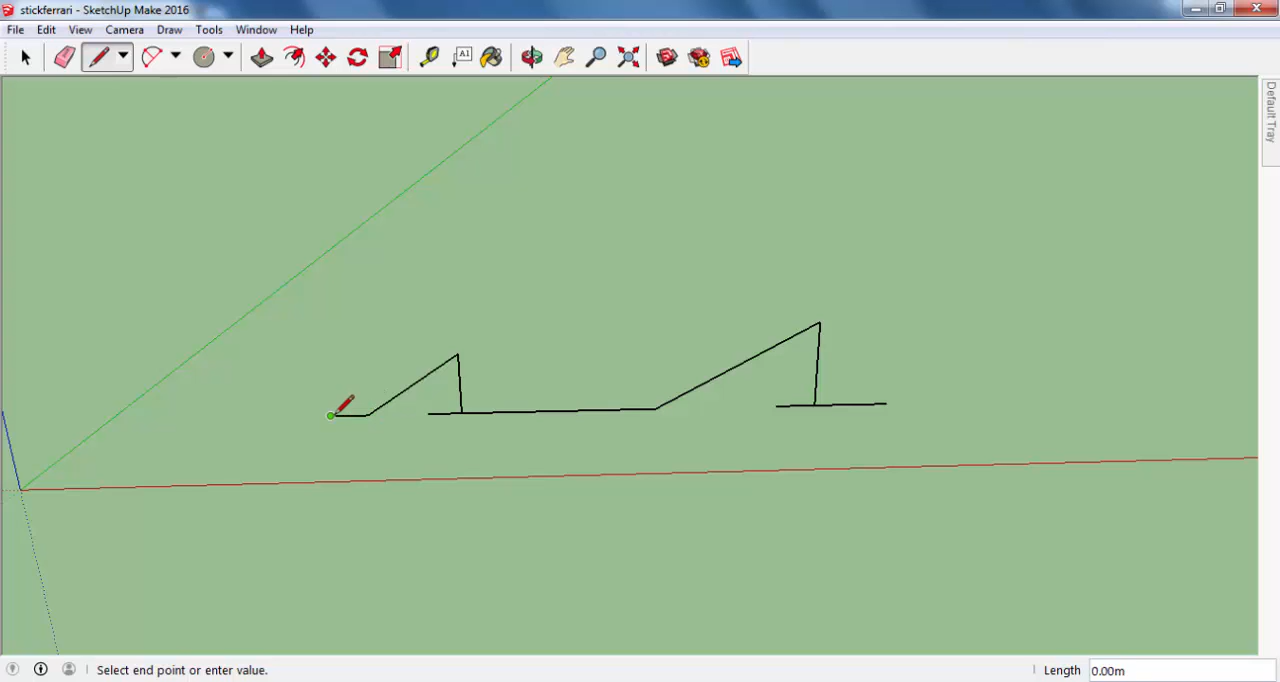 stickferrari - SketchUp Make 2016
File Edit View Camera Draw Tools Window Help
A1
Default Tray
Select end point or enter value.
Length 0.00m